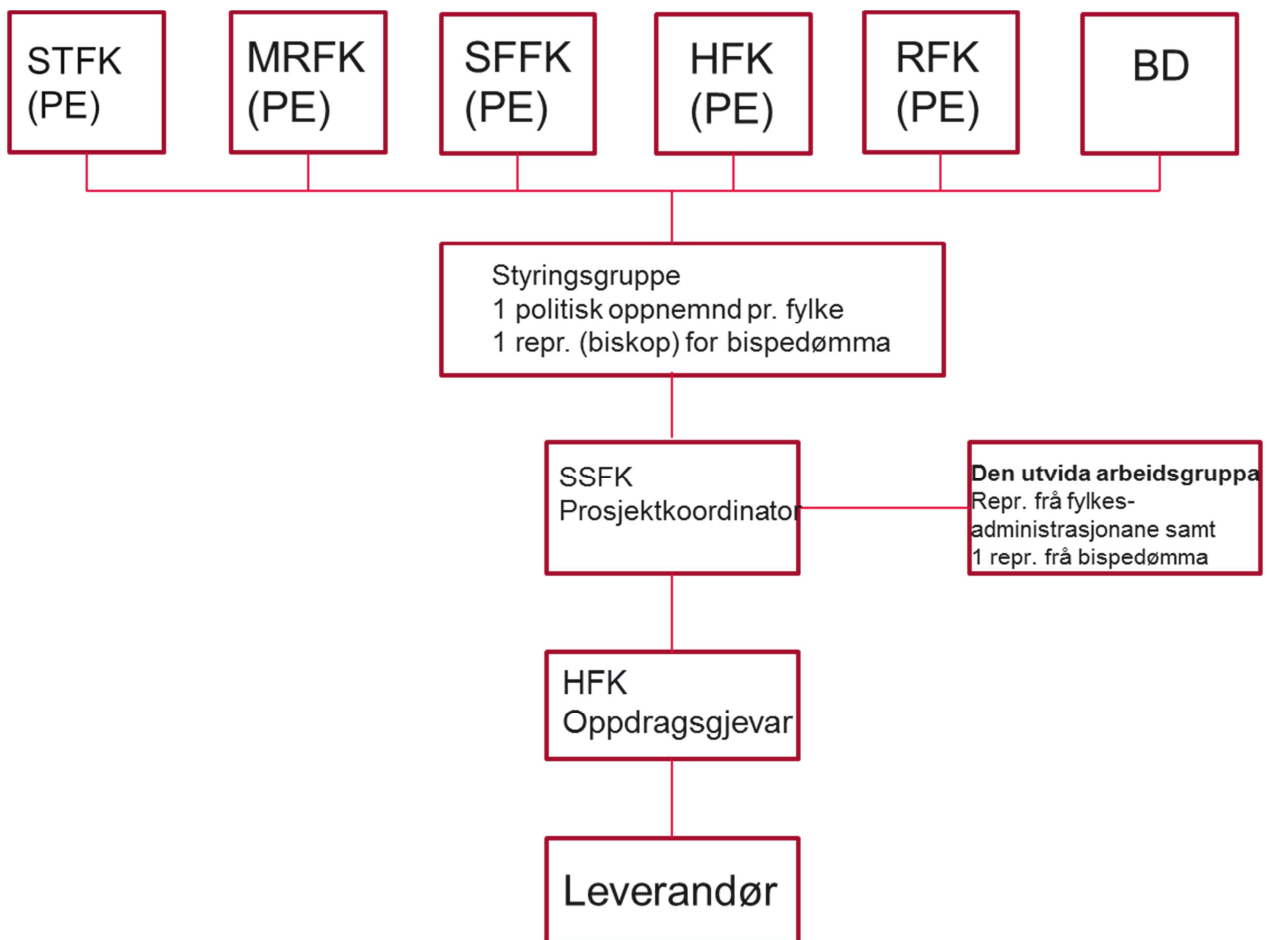 STFK
(PE)
MRFK
(PE)
SFFK
(PE)
HFK
(PE)
RFK
(PE)
BD
Styringsgruppe
1 politisk oppnemnd pr. fylke
1 repr. (biskop) for bispedømma
SSFK
Prosjektkoordinator
Den utvida arbeidsgruppa
Repr. frå fylkes-
administrasjonane samt
1 repr. frå bispedømma
HFK
Oppdragsgjevar
Leverandør